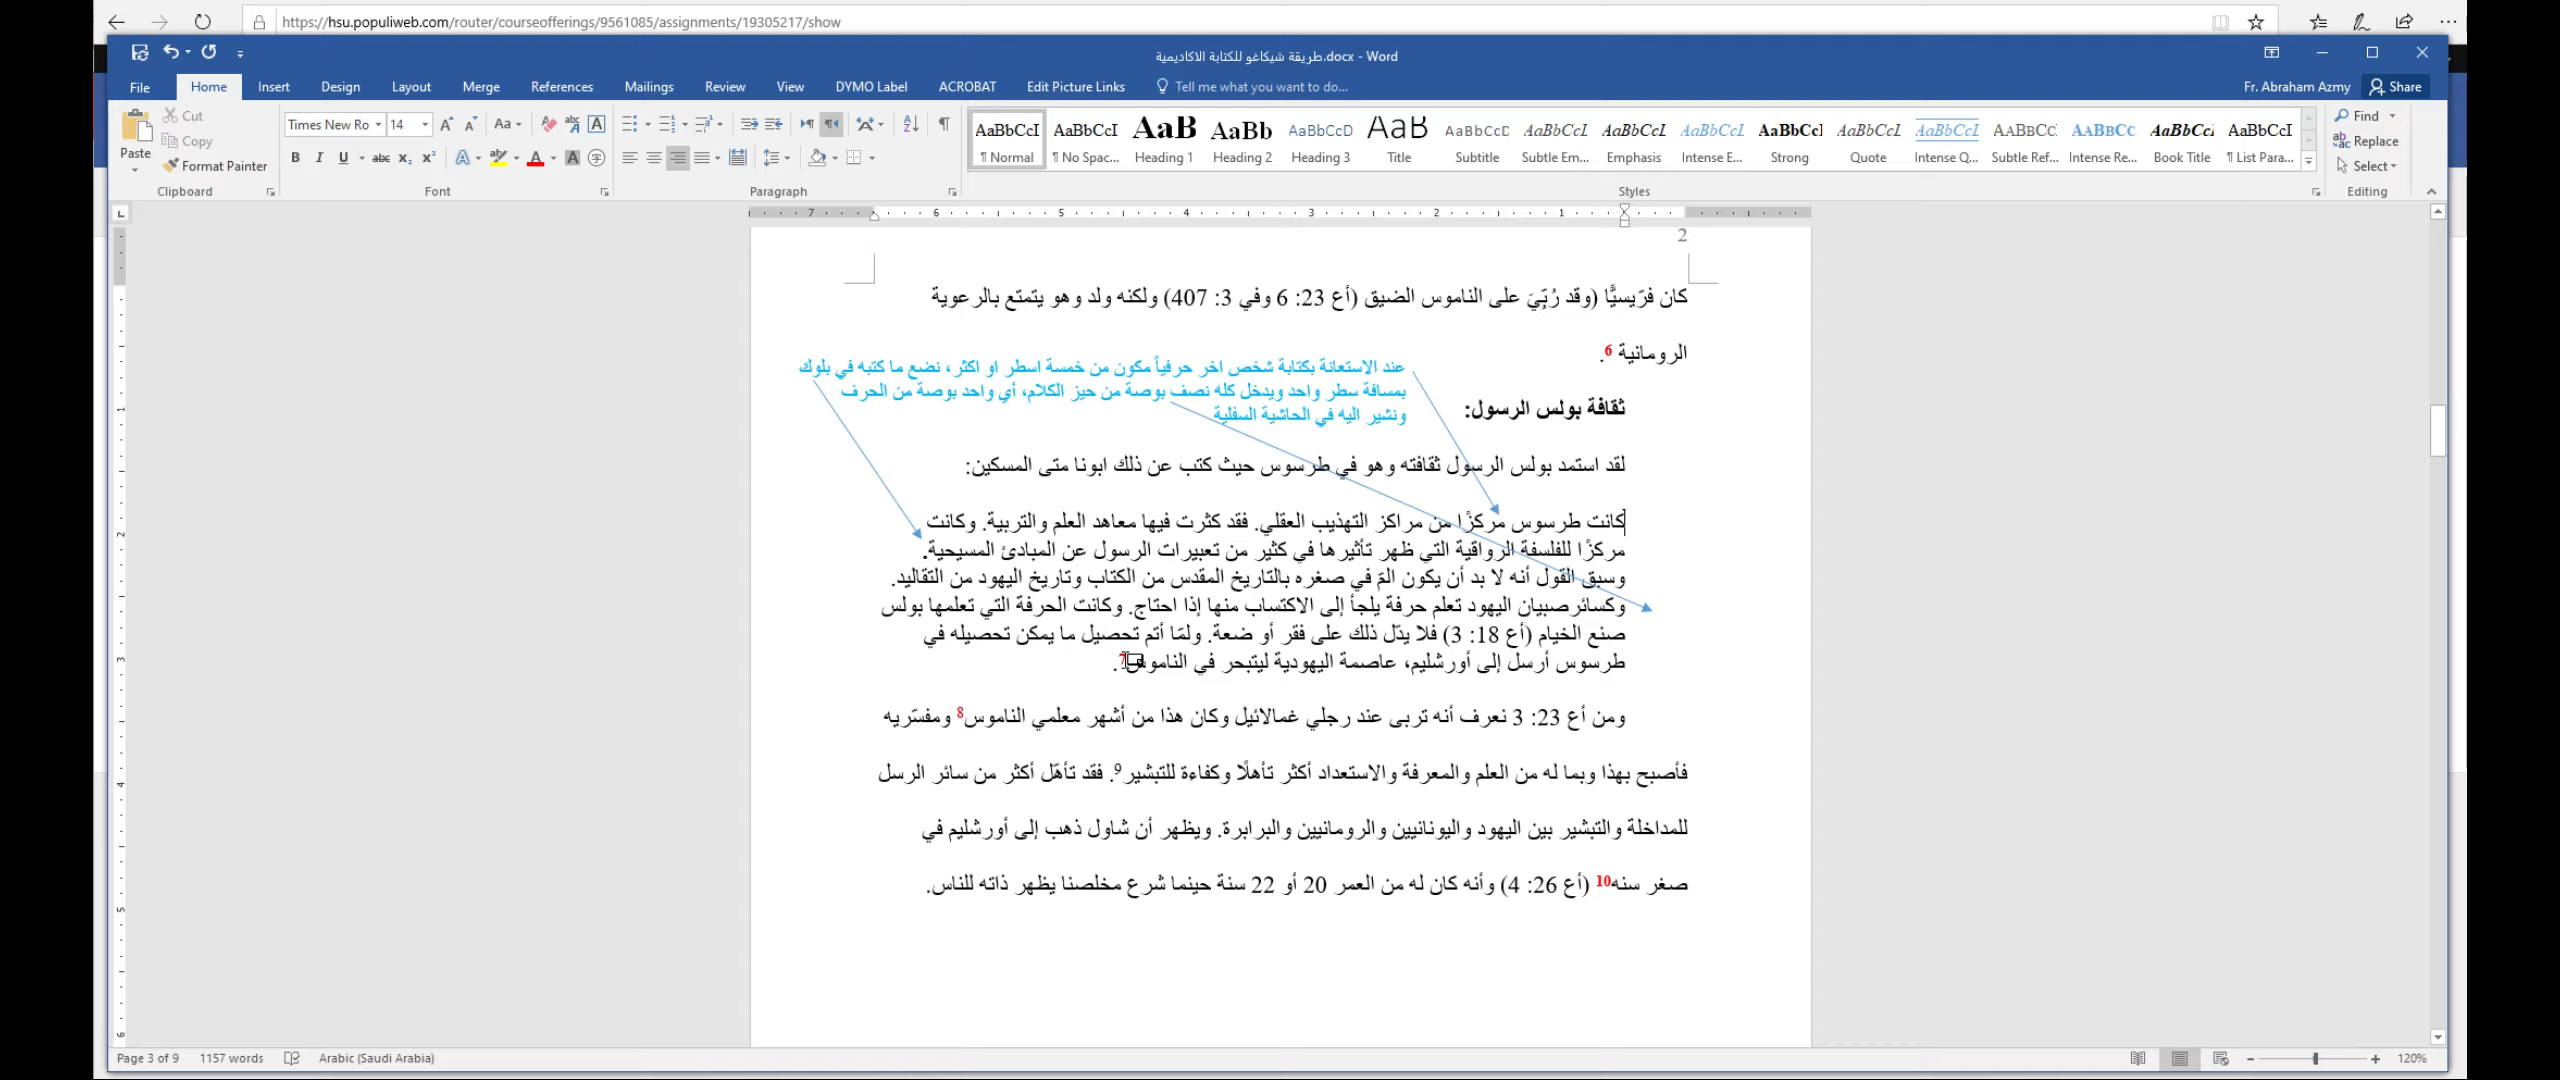 https://hsu.populiweb.com/router/courseofferings/9561085/assignments/19305217/show
طريقة شيكاغو للكتابة الاكاديمية.docx - Word
File Home Insert Design Layout References Mailings Review View DYMO Label ACROBAT Edit Picture Links Tell me what you want to do... Fr. Abraham Azmy Share
Paste
Cut
Copy
Format Painter
Clipboard
Times New Ro 14
Font
Paragraph
AaBbCcI AaBbCcI AaB AaBb AaBbCcD AaB AaBbCcD AaBbCcI AaBbCcI AaBbCcI AaBbCcI AaBbCcI AaBbCcI AaBbCc AaBbCc AaBbCc AaBbCcI
¶ Normal ¶ No Spac... Heading 1 Heading 2 Heading 3 Title Subtitle Subtle Em... Emphasis Intense E... Strong Quote Intense Q... Subtle Ref... Intense Re... Book Title ¶ List Para...
Styles
Find
Replace
Select
Editing
7 6 5 4 3 2 1
2
كان فرّيسيًّا (وقد رُبِّيَ على الناموس الضيق (أع 23: 6 وفي 3: 407) ولكنه ولد وهو يتمتع بالرعوية
الرومانية 6.
عند الاستعانة بكتابة شخص اخر حرفياً مكون من خمسة اسطر او اكثر، نضع ما كتبه في بلوك
بمسافة سطر واحد ويدخل كله نصف بوصة من حيز الكلام، أي واحد بوصة من الحرف
ونشير اليه في الحاشية السفلية
ثقافة بولس الرسول:
لقد استمد بولس الرسول ثقافته وهو في طرسوس حيث كتب عن ذلك ابونا متى المسكين:
كانت طرسوس مركزًا من مراكز التهذيب العقلي. فقد كثرت فيها معاهد العلم والتربية. وكانت
مركزًا للفلسفة الرواقية التي ظهر تأثيرها في كثير من تعبيرات الرسول عن المبادئ المسيحية.
وسبق القول أنه لا بد أن يكون المّ في صغره بالتاريخ المقدس من الكتاب وتاريخ اليهود من التقاليد.
وكسائرصبيان اليهود تعلم حرفة يلجأ إلى الاكتساب منها إذا احتاج. وكانت الحرفة التي تعلمها بولس
صنع الخيام (أع 18: 3) فلا يدّل ذلك على فقر أو ضعة. ولمّا أتم تحصيل ما يمكن تحصيله في
طرسوس أرسل إلى أورشليم، عاصمة اليهودية ليتبحر في الناموس7.
ومن أع 23: 3 نعرف أنه تربى عند رجلي غمالائيل وكان هذا من أشهر معلمي الناموس8 ومفسّريه
فأصبح بهذا وبما له من العلم والمعرفة والاستعداد أكثر تأهلًا وكفاءة للتبشير9. فقد تأهّل أكثر من سائر الرسل
للمداخلة والتبشير بين اليهود واليونانيين والرومانيين والبرابرة. ويظهر أن شاول ذهب إلى أورشليم في
صغر سنه10 (أع 26: 4) وأنه كان له من العمر 20 أو 22 سنة حينما شرع مخلصنا يظهر ذاته للناس.
Page 3 of 9 1157 words Arabic (Saudi Arabia) 120%